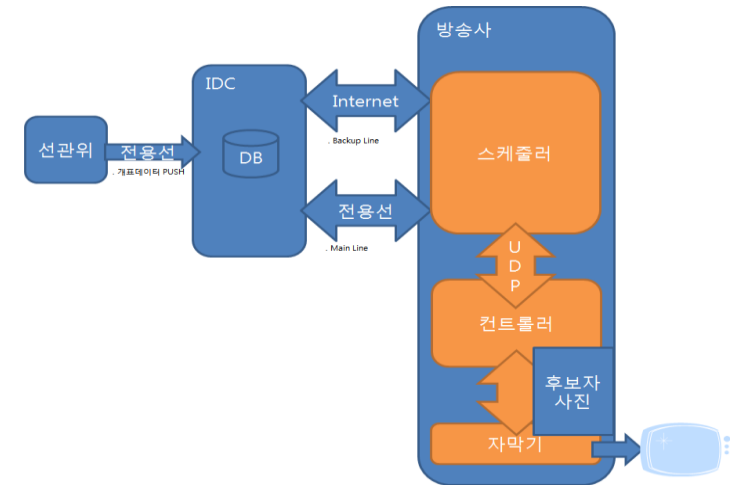 방송사
IDC
선관위
전용선
. 개표데이터 PUSH
DB
Internet
. Backup Line
전용선
. Main Line
스케줄러
U
D
P
컨트롤러
후보자
사진
자막기